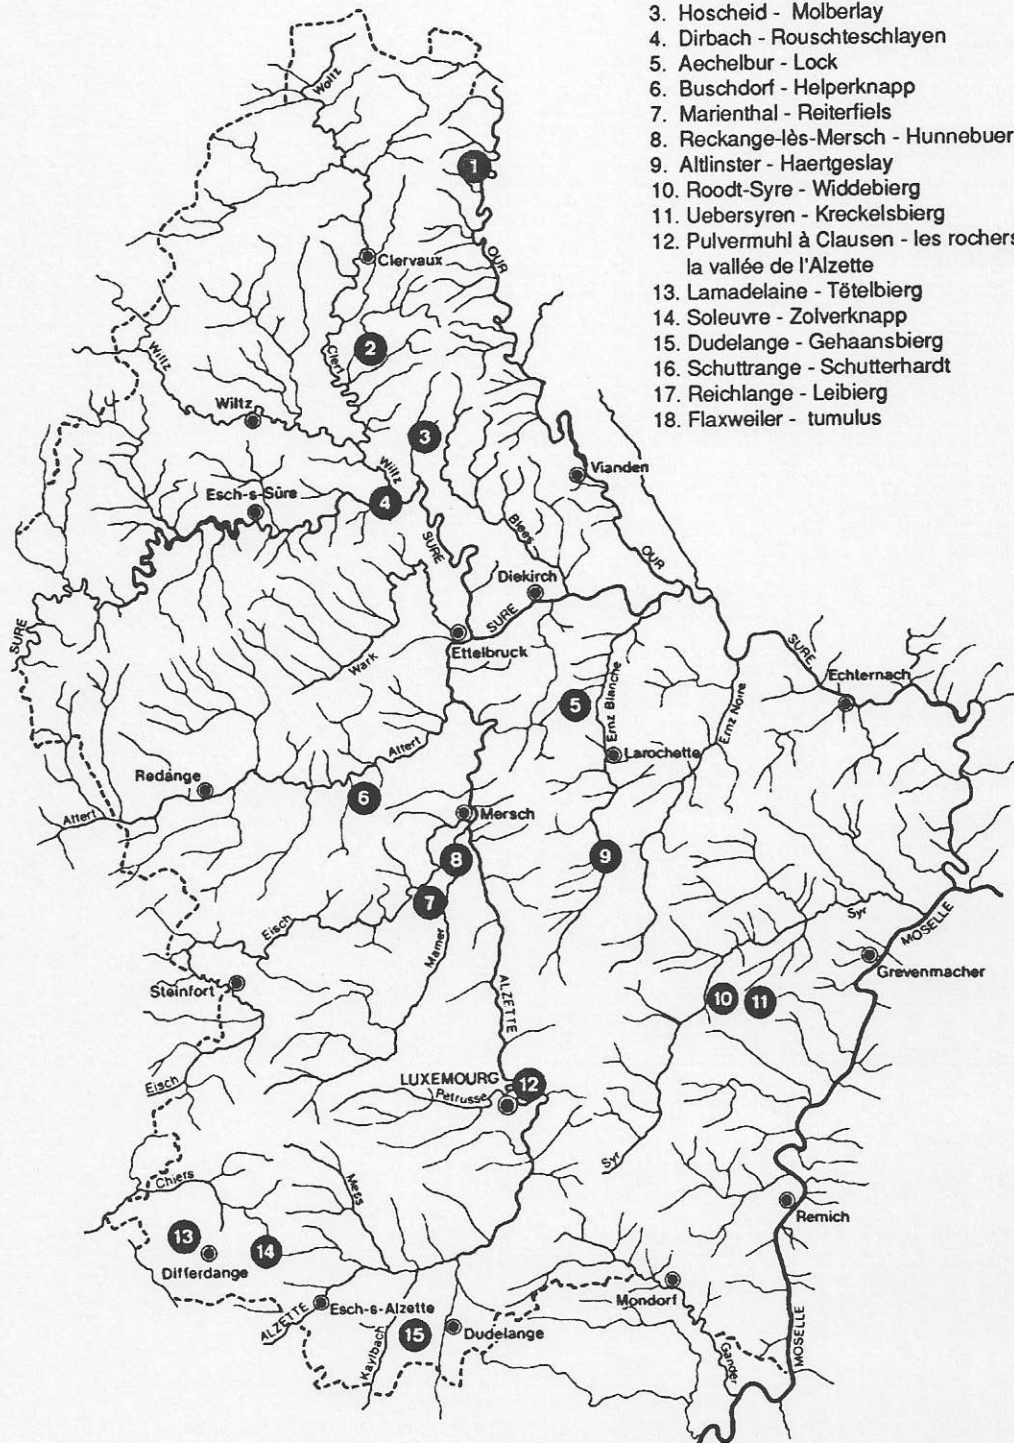 3. Hoscheid - Molberlay
4. Dirbach - Rouschteschlayen
5. Aechelbur - Lock
6. Buschdorf - Helperknapp
7. Marienthal - Reiterfiels
8. Reckange-lès-Mersch - Hunnebuer
9. Altlinster - Haertgeslay
10. Roodt-Syre - Widdebierg
11. Uebersyren - Kreckelsbierg
12. Pulvermuhl à Clausen - les rochers
la vallée de l'Alzette
13. Lamadelaine - Tëtelbierg
14. Soleuvre - Zolverknapp
15. Dudelange - Gehaansbierg
16. Schuttrange - Schutterhardt
17. Reichlange - Leibierg
18. Flaxweiler - tumulus
Woltz
1
OUR
Clervaux
2
Clerf
Wiltz
Wiltz
3
Wiltz
Vianden
Esch-s-Sûre
4
Blees
SURE
OUR
Diekirch
SURE
SURE
Ettelbruck
SURE
Wark
Echternach
Ernz Blanche
Ernz Noire
5
Attert
Larochette
Redange
6
Attert
Mersch
8
9
7
Eisch
Mamer
Syr
MOSELLE
Grevenmacher
Steinfort
ALZETTE
10
11
Eisch
LUXEMOURG
12
Petrusse
Syr
Chiers
Mess
Remich
13
14
Differdange
Mondorf
Esch-s-Alzette
ALZETTE
15
Dudelange
Kaylbach
Gander
MOSELLE